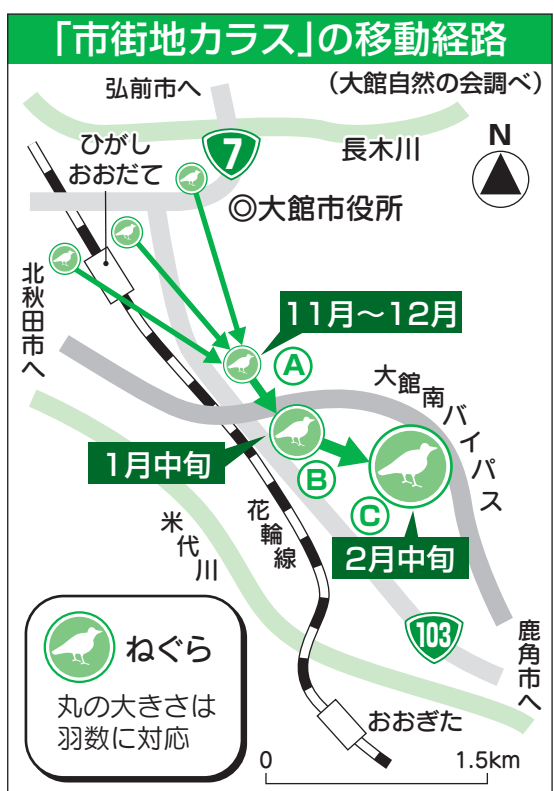 「市街地カラス」の移動経路
（大館自然の会調べ）
弘前市へ
7
長木川
N
ひがし
おおだて
◎大館市役所
北秋田市へ
11月〜12月
A
大館南バイパス
1月中旬
B
C
2月中旬
花輪線
米代川
103
鹿角市へ
ねぐら
丸の大きさは
羽数に対応
おおぎた
0 1.5km